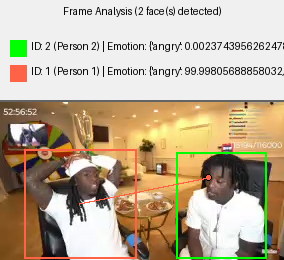 Frame Analysis (2 face(s) detected)
ID: 2 (Person 2) | Emotion: {'angry': 0.0023743956262478
ID: 1 (Person 1) | Emotion: {'angry': 99.99805688858032,
52:56:52